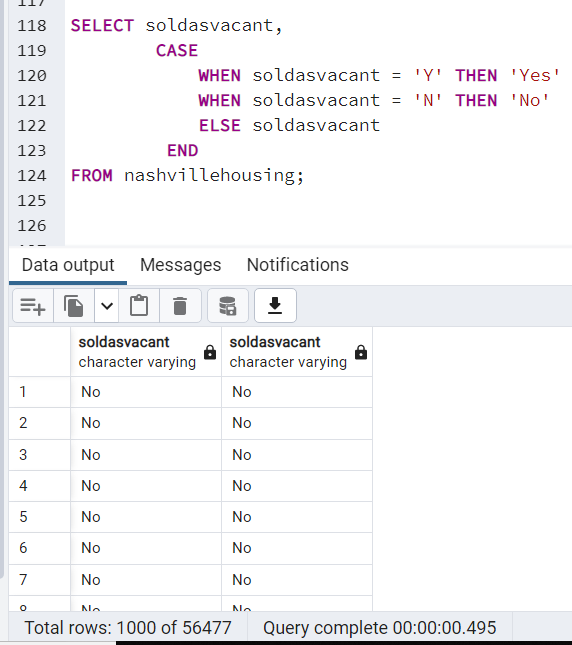 117
118 SELECT soldasvacant,
119 CASE
120 WHEN soldasvacant = 'Y' THEN 'Yes'
121 WHEN soldasvacant = 'N' THEN 'No'
122 ELSE soldasvacant
123 END
124 FROM nashvillehousing;
125
126
Data output Messages Notifications
soldasvacant soldasvacant
character varying character varying
1 No No
2 No No
3 No No
4 No No
5 No No
6 No No
7 No No
8 No No
Total rows: 1000 of 56477 Query complete 00:00:00.495